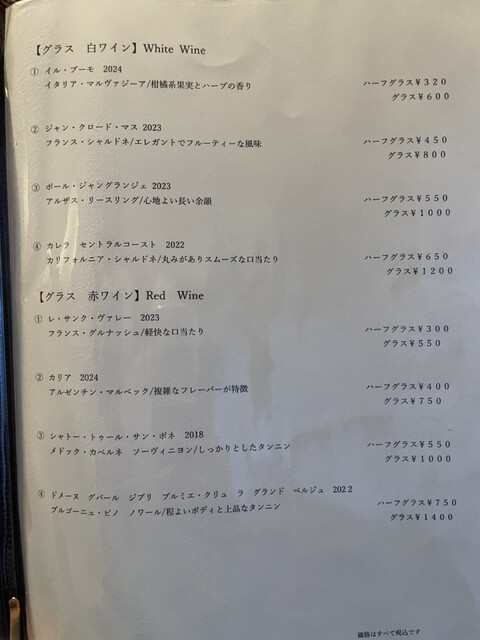 【グラス　白ワイン】White Wine
① イル・プーモ　2024
イタリア・マルヴァジーア/柑橘系果実とハーブの香り
ハーフグラス¥３２０
グラス¥６００
② ジャン・クロード・マス 2023
フランス・シャルドネ/エレガントでフルーティーな風味
ハーフグラス¥４５０
グラス¥８００
③ ポール・ジャングランジェ 2023
アルザス・リースリング/心地よい長い余韻
ハーフグラス¥５５０
グラス¥１０００
④ カレラ　セントラルコースト　2022
カリフォルニア・シャルドネ/丸みがありスムーズな口当たり
ハーフグラス¥６５０
グラス¥１２００
【グラス　赤ワイン】Red　Wine
① レ・サンク・ヴァレー　2023
フランス・グルナッシュ/軽快な口当たり
ハーフグラス¥３００
グラス¥５５０
② カリア　2024
アルゼンチン・マルベック/複雑なフレーバーが特徴
ハーフグラス¥４００
グラス¥７５０
③ シャトー・トゥール・サン・ボネ　2018
メドック・カベルネ　ソーヴィニヨン/しっかりとしたタンニン
ハーフグラス¥５５０
グラス¥１０００
④ ドメーヌ　グバール　ジブリ　プルミエ・クリュ　ラ　グランド　ベルジュ　2022
ブルゴーニュ・ピノ　ノワール/程よいボディと上品なタンニン
ハーフグラス¥７５０
グラス¥１４００
価格はすべて税込です